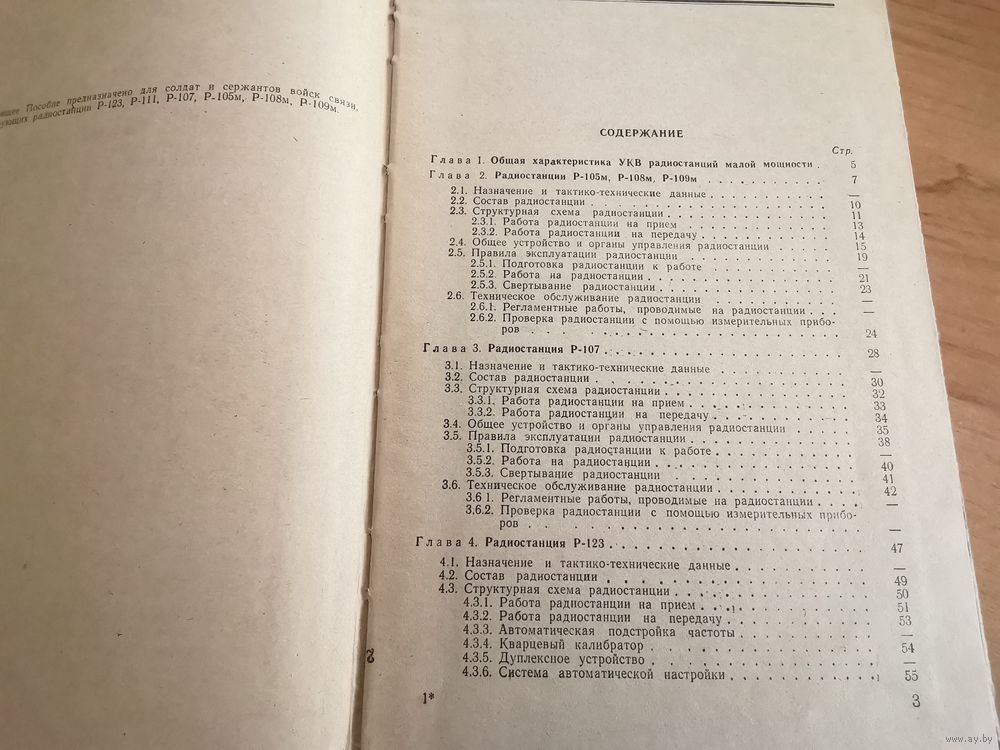 Пособие предназначено для солдат и сержантов войск связи,
радиостанции Р-123, Р-111, Р-107, Р-105м, Р-108м, Р-109м.
2
СОДЕРЖАНИЕ
Стр.
Глава 1. Общая характеристика УКВ радиостанций малой мощности . 5
Глава 2. Радиостанции Р-105м, Р-108м, Р-109м . . . . . . . . . . . 7
2.1. Назначение и тактико-технические данные . . . . . . . . . . —
2.2. Состав радиостанции . . . . . . . . . . . . . . . 10
2.3. Структурная схема радиостанции . . . . . . . . . . . . 11
2.3.1. Работа радиостанции на прием . . . . . . . . . . 13
2.3.2. Работа радиостанции на передачу . . . . . . . . . . 14
2.4. Общее устройство и органы управления радиостанции . . . . . 15
2.5. Правила эксплуатации радиостанции . . . . . . . . . . . 19
2.5.1. Подготовка радиостанции к работе . . . . . . . . . —
2.5.2. Работа на радиостанции . . . . . . . . . . . . . 21
2.5.3. Свертывание радиостанции . . . . . . . . . . . . 23
2.6. Техническое обслуживание радиостанции . . . . . . . . . —
2.6.1. Регламентные работы, проводимые на радиостанции . . . —
2.6.2. Проверка радиостанции с помощью измерительных прибо-
ров . . . . . . . . . . . . . . . . . . . . 24
Глава 3. Радиостанция Р-107 . . . . . . . . . . . . . . . . . 28
3.1. Назначение и тактико-технические данные . . . . . . . . . —
3.2. Состав радиостанции . . . . . . . . . . . . . . . . 30
3.3. Структурная схема радиостанции . . . . . . . . . . . . 32
3.3.1. Работа радиостанции на прием . . . . . . . . . . . 33
3.3.2. Работа радиостанции на передачу . . . . . . . . . . 34
3.4. Общее устройство и органы управления радиостанции . . . . . 35
3.5. Правила эксплуатации радиостанции . . . . . . . . . . . 38
3.5.1. Подготовка радиостанции к работе . . . . . . . . . —
3.5.2. Работа на радиостанции . . . . . . . . . . . . . 40
3.5.3. Свертывание радиостанции . . . . . . . . . . . . 41
3.6. Техническое обслуживание радиостанции . . . . . . . . . . 42
3.6 1. Регламентные работы, проводимые на радиостанции . . . . —
3.6.2. Проверка радиостанции с помощью измерительных прибо-
ров . . . . . . . . . . . . . . . . . . . . —
Глава 4. Радиостанция Р-123 . . . . . . . . . . . . . . . . . 47
4.1. Назначение и тактико-технические данные . . . . . . . . . —
4.2. Состав радиостанции . . . . . . . . . . . . . . . . 49
4.3. Структурная схема радиостанции . . . . . . . . . . . . 50
4.3.1. Работа радиостанции на прием . . . . . . . . . . . 51
4.3.2. Работа радиостанции на передачу . . . . . . . . . . 53
4.3.3. Автоматическая подстройка частоты . . . . . . . . . —
4.3.4. Кварцевый калибратор . . . . . . . . . . . . . . 54
4.3.5. Дуплексное устройство . . . . . . . . . . . . . . —
4.3.6. Система автоматической настройки . . . . . . . . . . 55
1*
3
www.ay.by